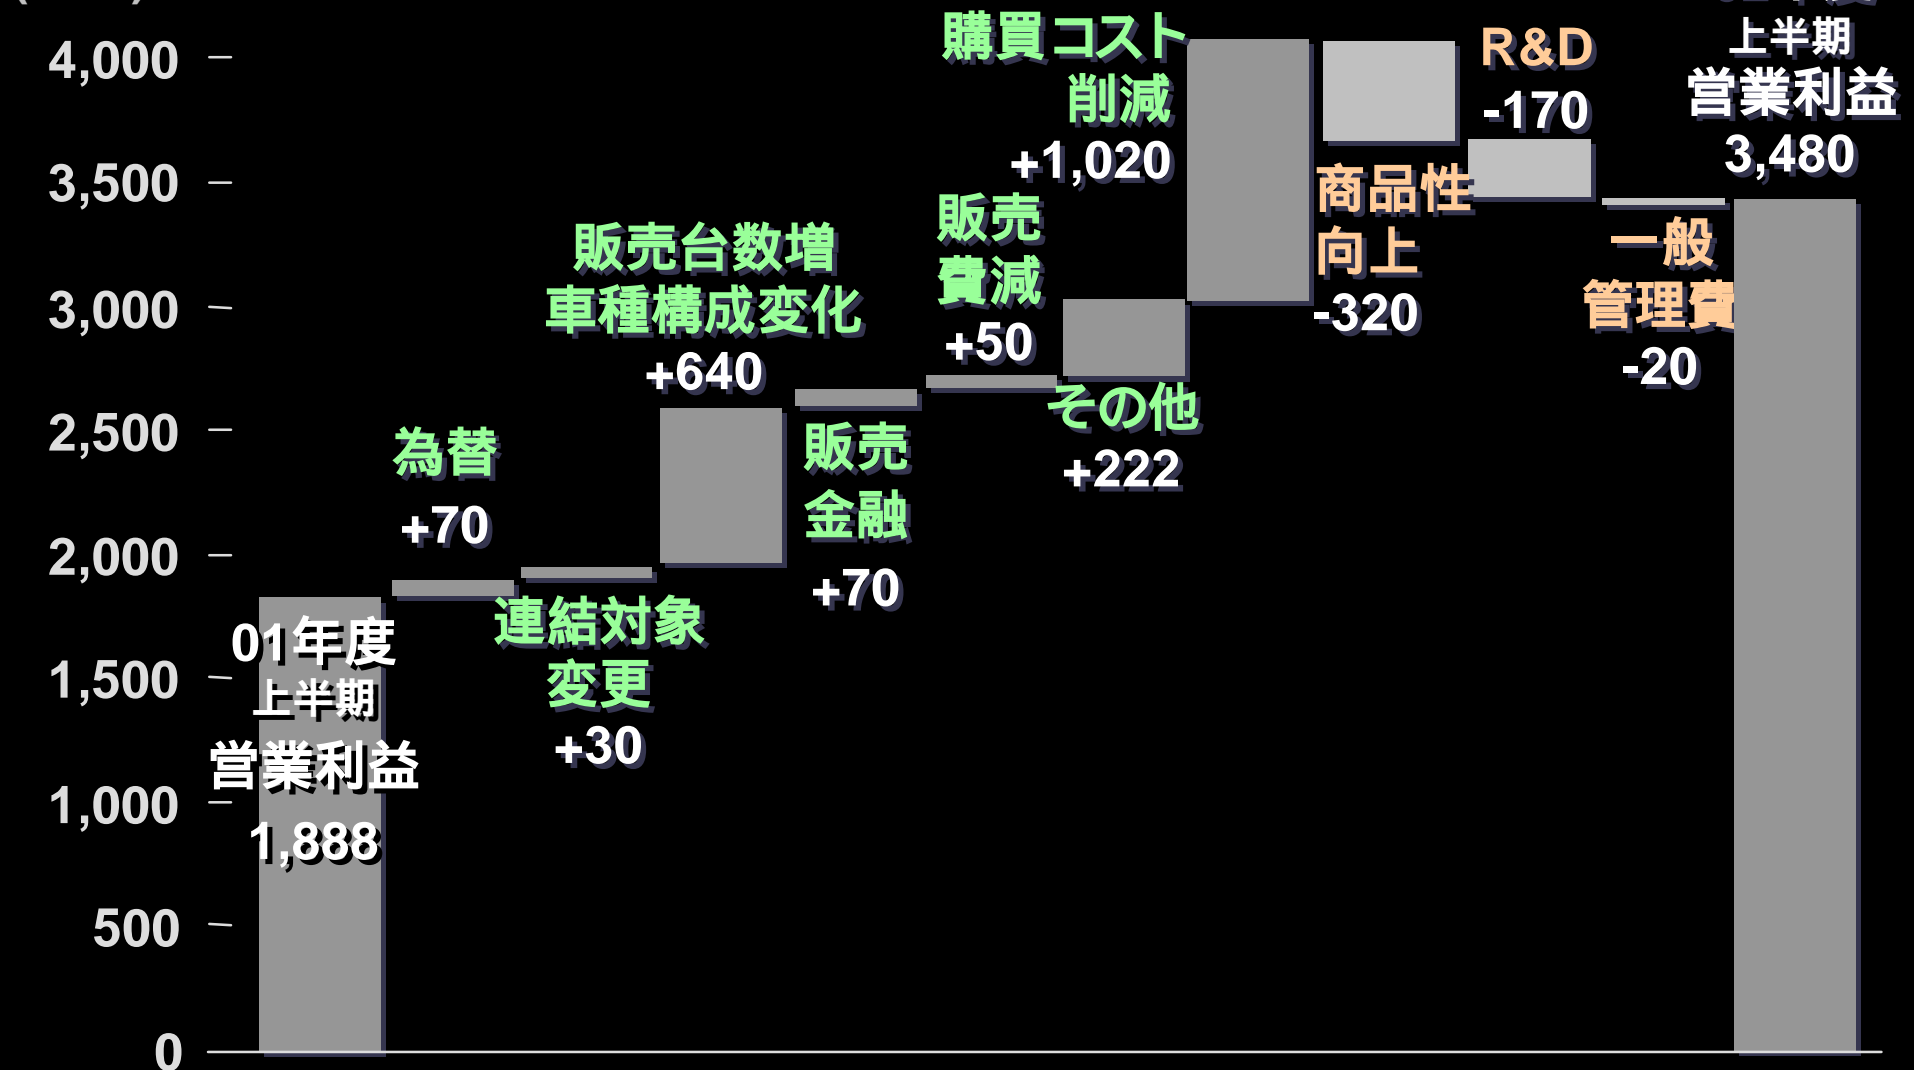 4,000
3,500
3,000
2,500
2,000
1,500
1,000
500
0
01年度
上半期
営業利益
1,888
為替
+70
連結対象
変更
+30
販売台数増
車種構成変化
+640
販売
金融
+70
販売
費減
+50
その他
+222
購買コスト
削減
+1,020
商品性
向上
-320
R&D
-170
一般
管理費
-20
上半期
営業利益
3,480